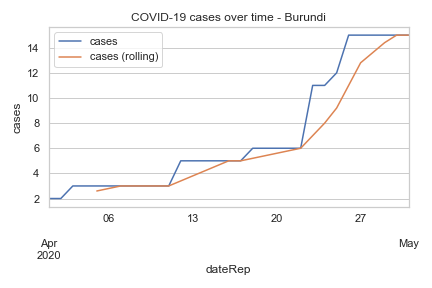 COVID-19 cases over time - Burundi
cases
cases (rolling)
14
12
10
8
6
4
2
cases
06 13 20 27
Apr May
2020
dateRep